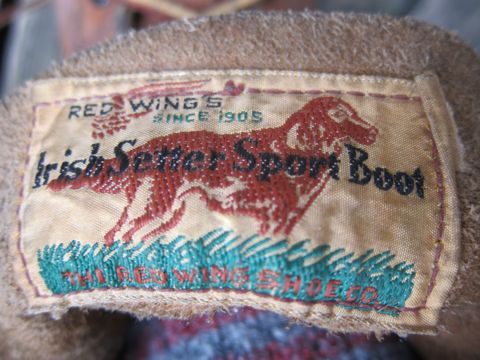 RED WING'S
SINCE 1905
Irish Setter Sport Boot
THE RED WING SHOE CO.